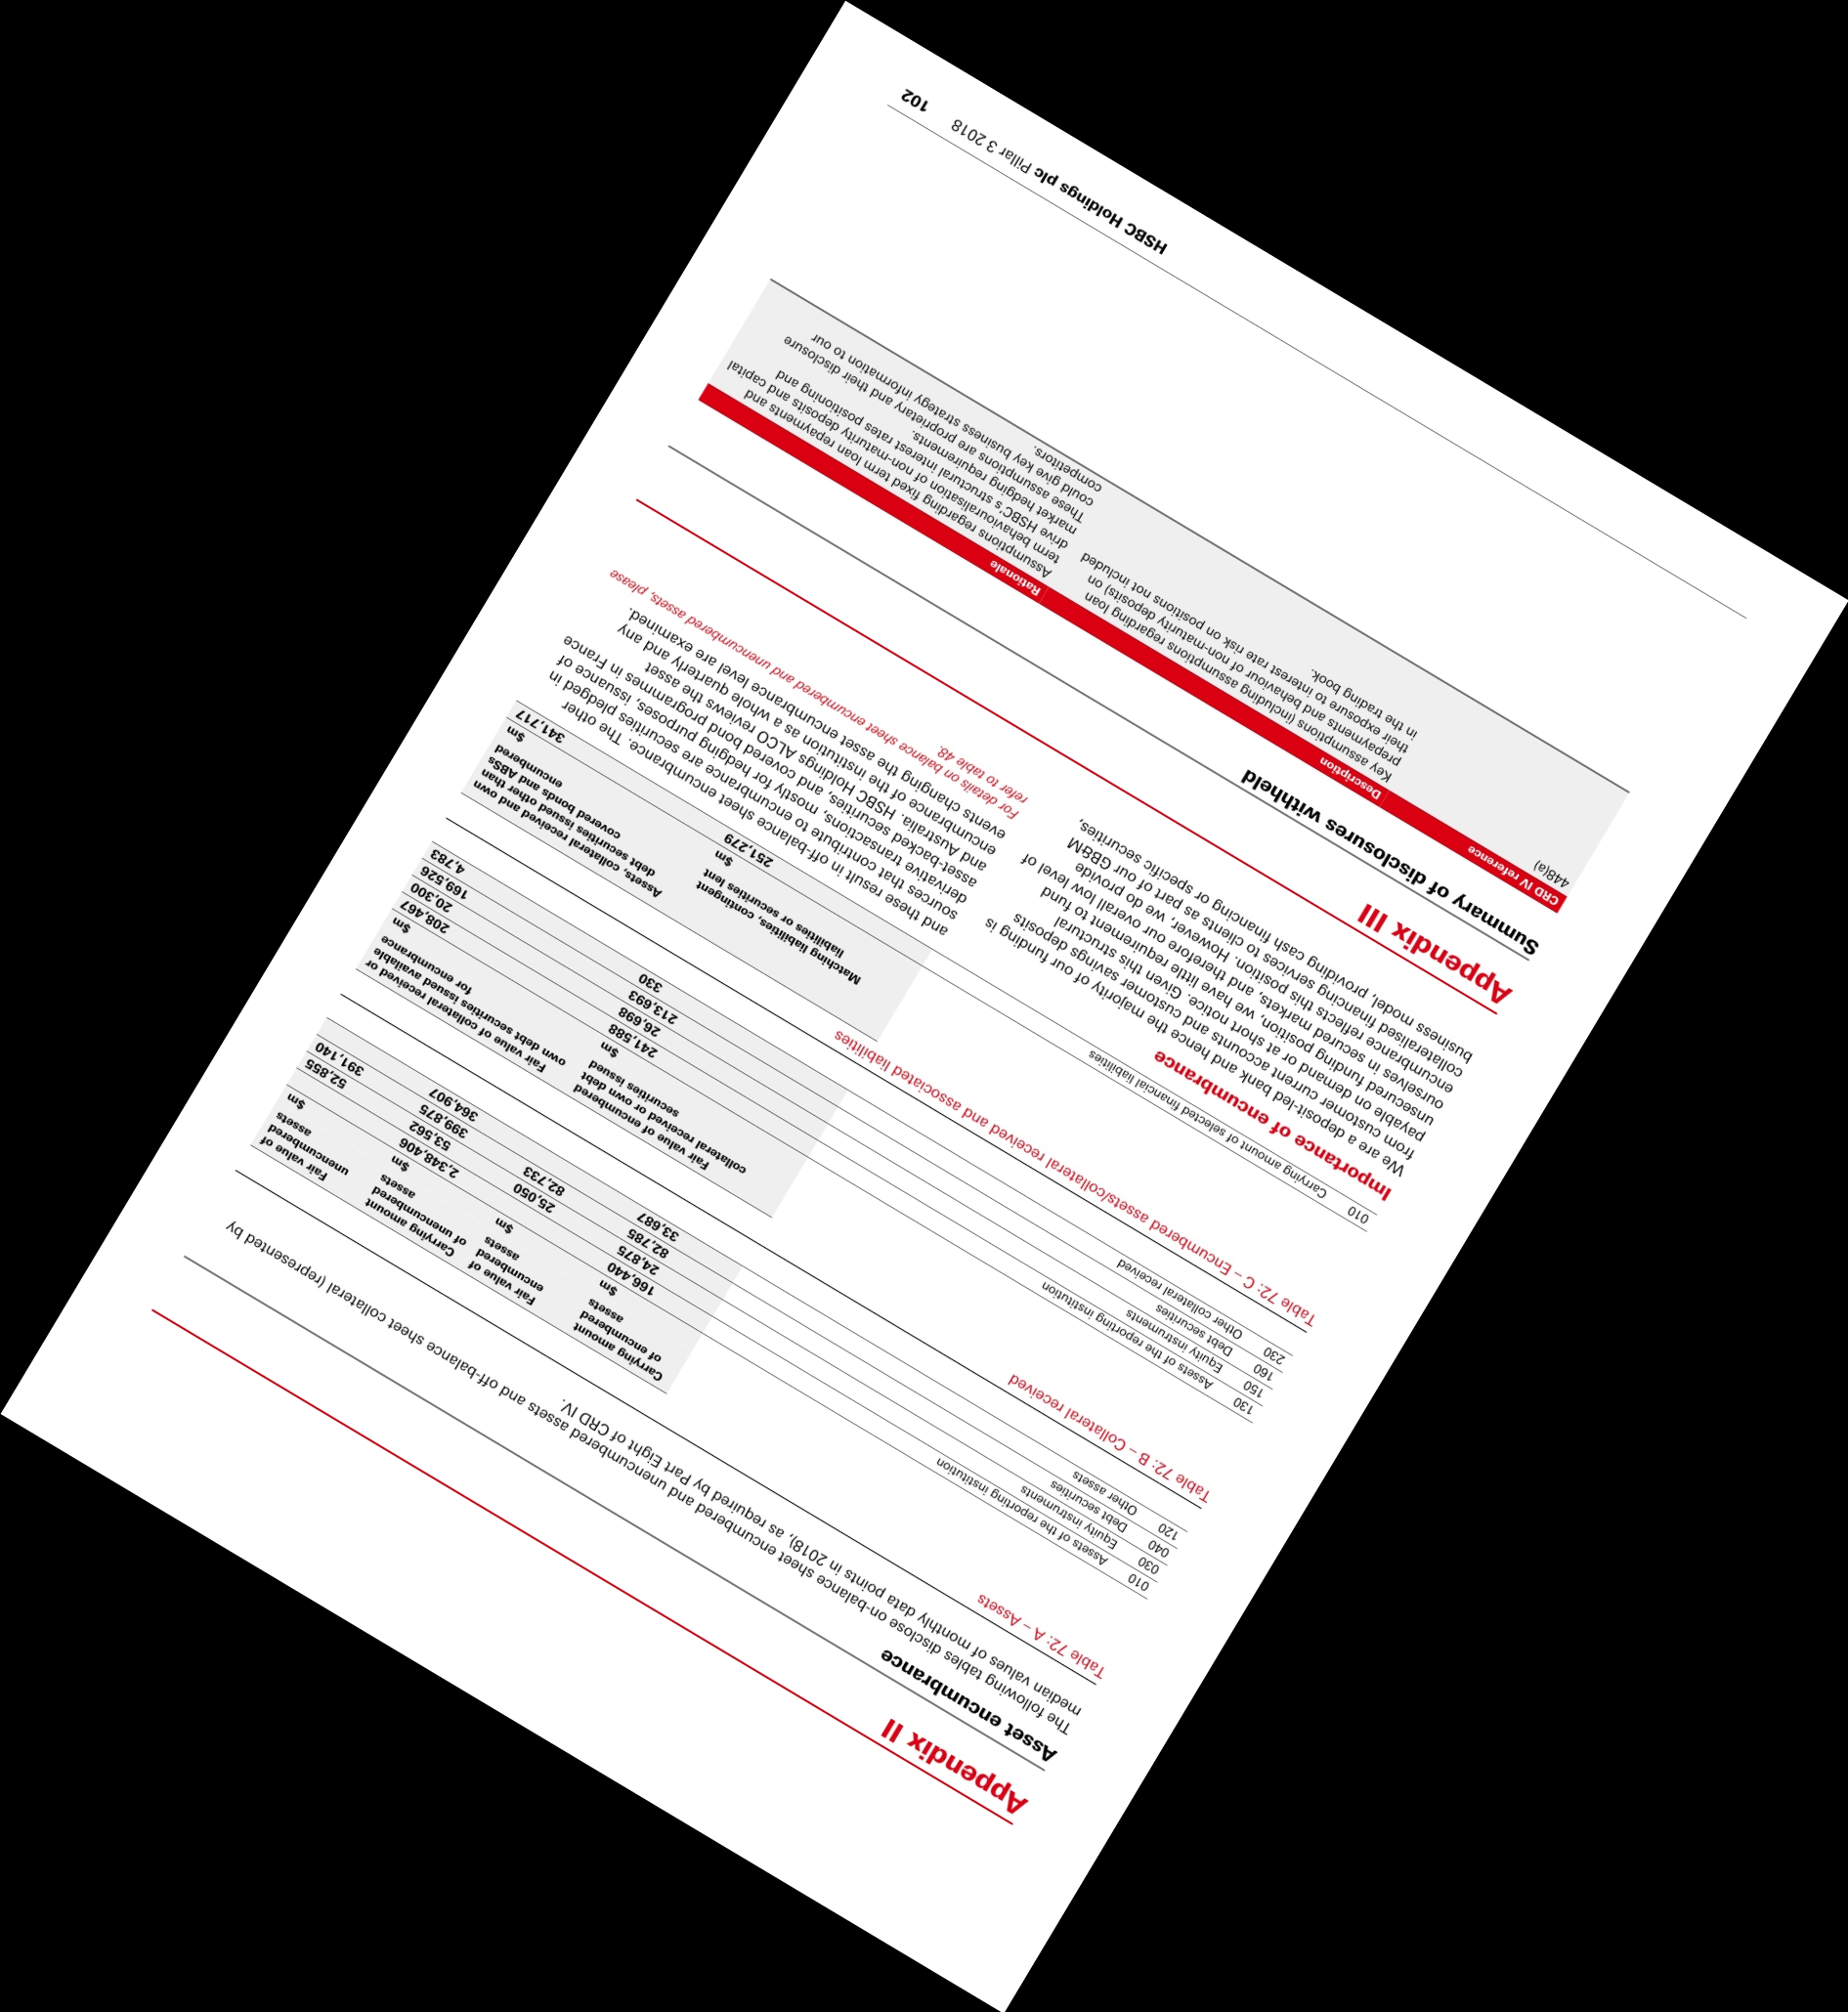 Appendix II
Asset encumbrance
The following tables disclose on-balance sheet encumbered and unencumbered assets and off-balance sheet collateral (represented by
median values of monthly data points in 2018), as required by Part Eight of CRD IV.
Table 72: A – Assets
Carrying amount
of encumbered
assets
Fair value of
encumbered
assets
Carrying amount
of unencumbered
assets
Fair value of
unencumbered
assets
$m $m $m $m
010 Assets of the reporting institution 166,440 2,348,406
030 Equity instruments 24,875 25,050 53,562 52,855
040 Debt securities 82,785 82,733 399,875 391,140
120 Other assets 33,687 364,907
Table 72: B – Collateral received
Fair value of encumbered
collateral received or own debt
securities issued
Fair value of collateral received or
own debt securities issued available
for encumbrance
$m $m
130 Assets of the reporting institution 241,588 208,467
150 Equity instruments 26,698 20,300
160 Debt securities 213,693 169,526
230 Other collateral received 330 4,783
Table 72: C – Encumbered assets/collateral received and associated liabilities
Matching liabilities, contingent
liabilities or securities lent
Assets, collateral received and own
debt securities issued other than
covered bonds and ABSs
encumbered
$m $m
010 Carrying amount of selected financial liabilities 251,279 341,717
Importance of encumbrance
We are a deposit-led bank and hence the majority of our funding is
from customer current accounts and customer savings deposits
payable on demand or at short notice. Given this structural
unsecured funding position, we have little requirement to fund
ourselves in secured markets, and therefore our overall low level of
encumbrance reflects this position. However, we do provide
collateralised financing services to clients as part of our GB&M
business model, providing cash financing or specific securities,
and these result in off-balance sheet encumbrance. The other
sources that contribute to encumbrance are securities pledged in
derivative transactions, mostly for hedging purposes, issuance of
asset-backed securities, and covered bond programmes in France
and Australia. HSBC Holdings ALCO reviews the asset
encumbrance of the institution as a whole quarterly and any
events changing the asset encumbrance level are examined.
For details on balance sheet encumbered and unencumbered assets, please
refer to table 48.
Appendix III
Summary of disclosures withheld
CRD IV reference Description Rationale
448(a)
Key assumptions (including assumptions regarding loan
prepayments and behaviour of non-maturity deposits) on
their exposure to interest rate risk on positions not included
in the trading book.
Assumptions regarding fixed term loan repayments and
term behaviouralisation of non-maturity deposits and capital
drive HSBC's structural interest rates positioning and
market hedging requirements.
These assumptions are proprietary and their disclosure
could give key business strategy information to our
competitors.
102 HSBC Holdings plc Pillar 3 2018